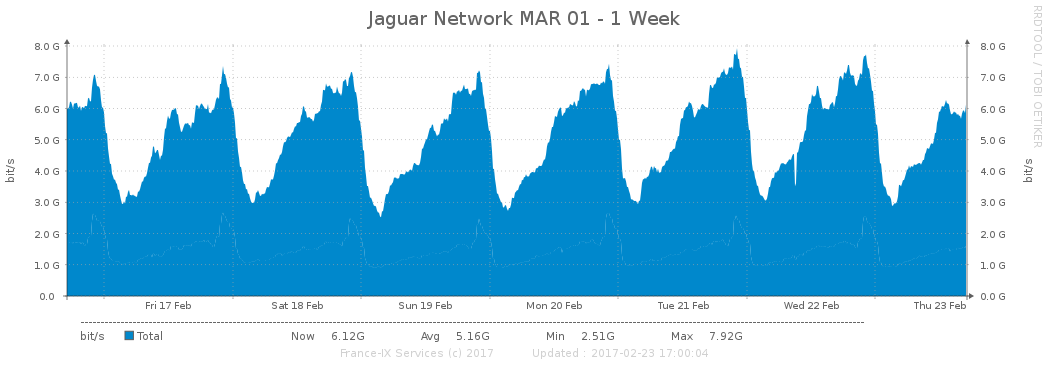 Jaguar Network MAR 01 - 1 Week
RRDTOOL / TOBI OETIKER
bit/s
8.0 G
7.0 G
6.0 G
5.0 G
4.0 G
3.0 G
2.0 G
1.0 G
0.0
8.0 G
7.0 G
6.0 G
5.0 G
4.0 G
3.0 G
2.0 G
1.0 G
0.0 G
bit/s
Fri 17 Feb Sat 18 Feb Sun 19 Feb Mon 20 Feb Tue 21 Feb Wed 22 Feb Thu 23 Feb
bit/s Total Now 6.12G Avg 5.16G Min 2.51G Max 7.92G
France-IX Services (c) 2017 Updated : 2017-02-23 17:00:04